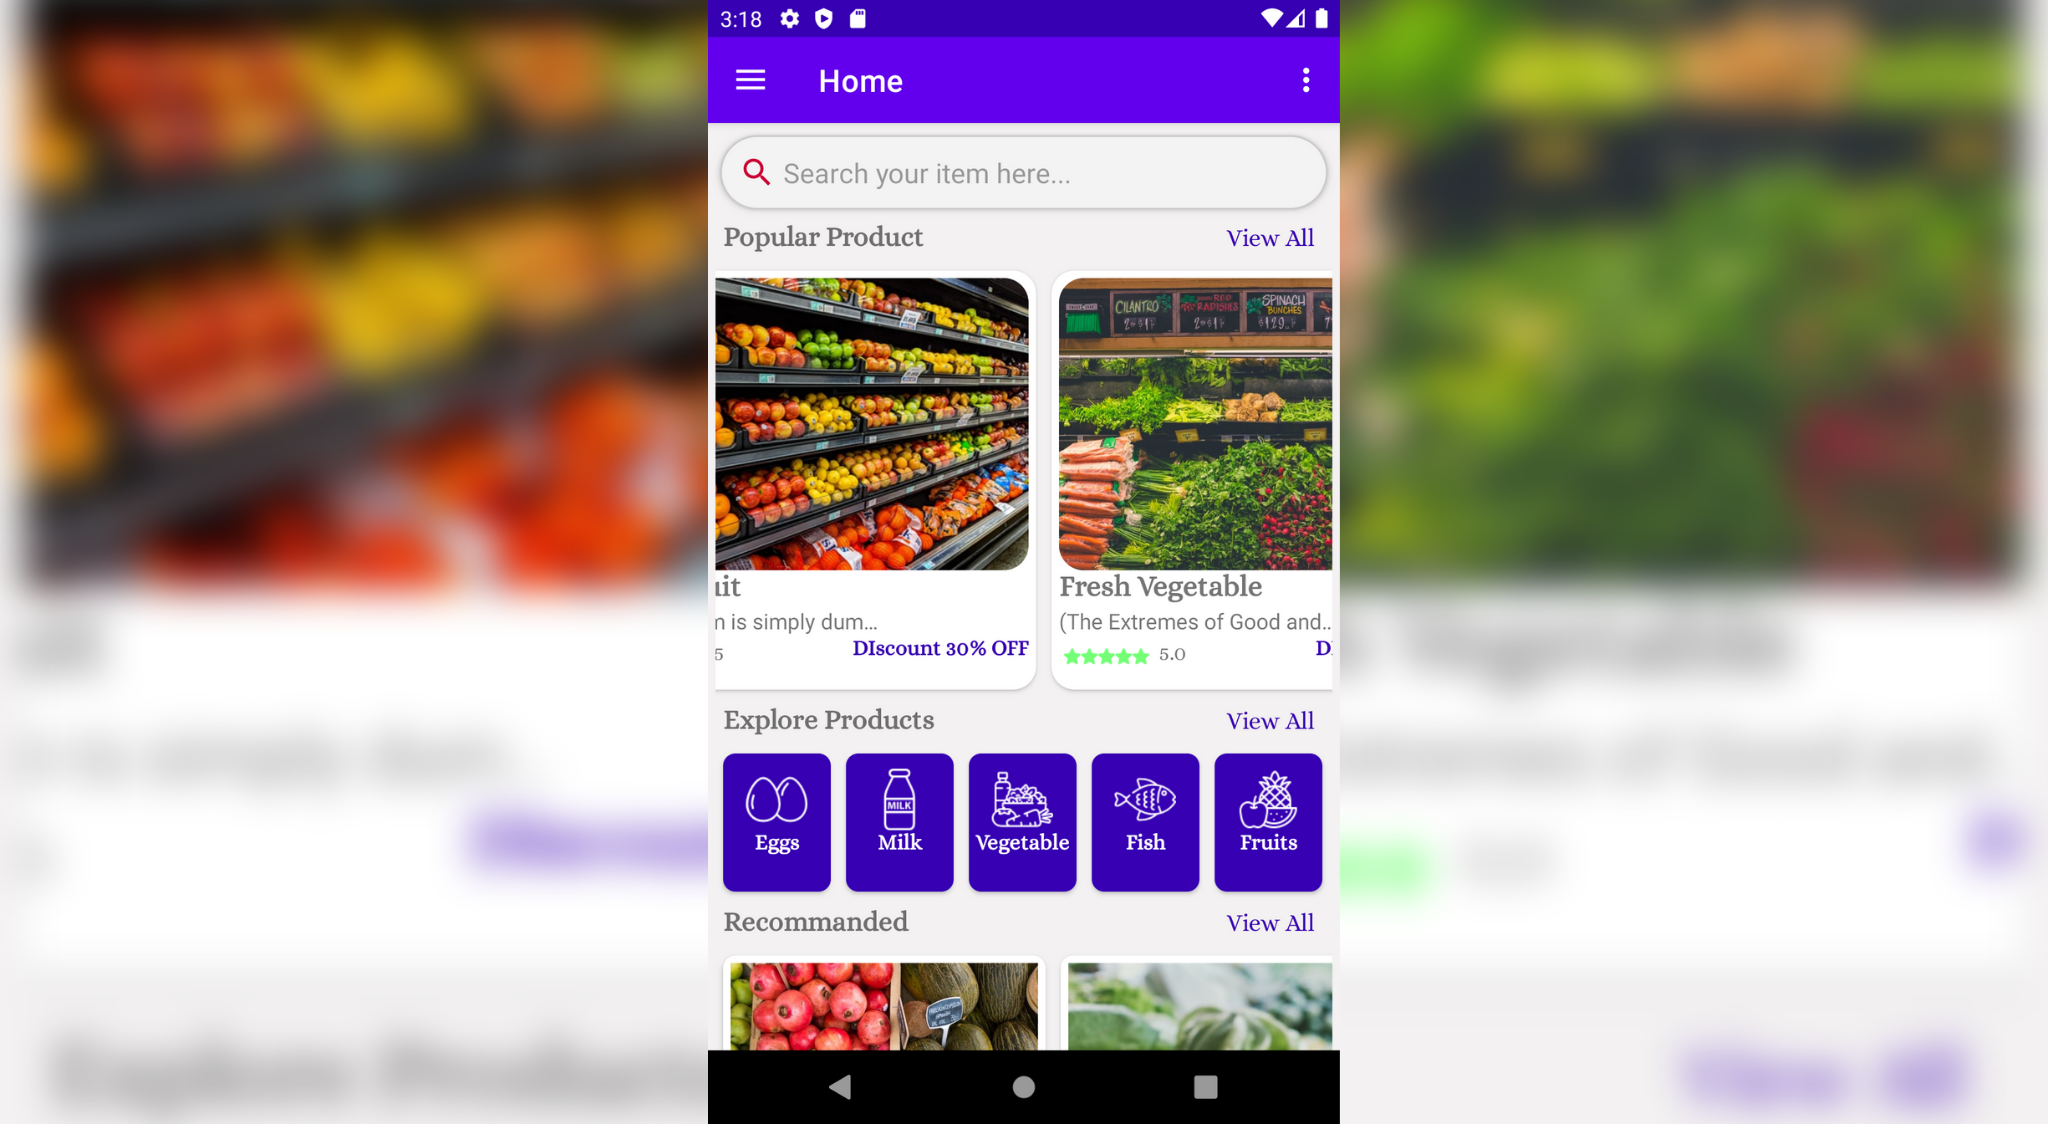 3:18
Home
Search your item here...
Popular Product
View All
CILANTRO
RED
RADISHES
SPINACH
BUNCHES
2 $1
2 $1
$1.29
uit
Fresh Vegetable
m is simply dum...
(The Extremes of Good and...
DIscount 30% OFF
5
5.0
Explore Products
View All
MILK
Eggs
Milk
Vegetable
Fish
Fruits
Recommanded
View All